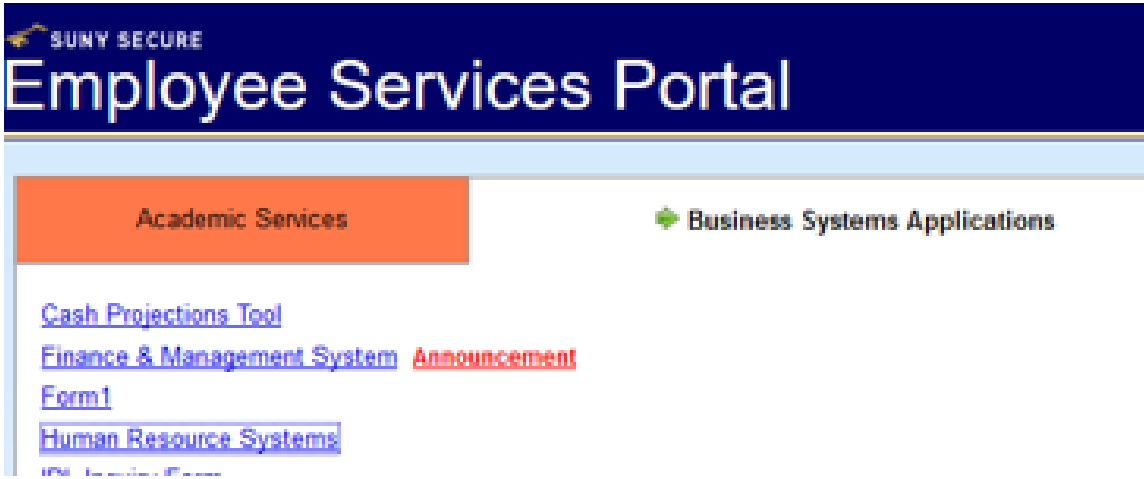 SUNY SECURE
Employee Services Portal
Academic Services
Business Systems Applications
Cash Projections Tool
Finance & Management System Announcement
Form1
Human Resource Systems